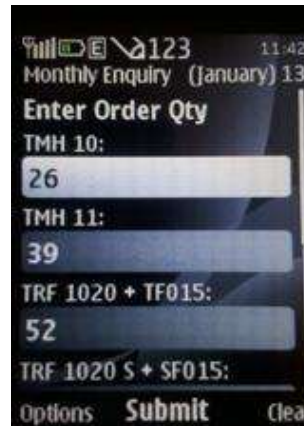 E 123 11:42
Monthly Enquiry (January) 13
Enter Order Qty
TMH 10:
26
TMH 11:
39
TRF 1020 + TF015:
52
TRF 1020 S + SF015:
Options Submit Clea